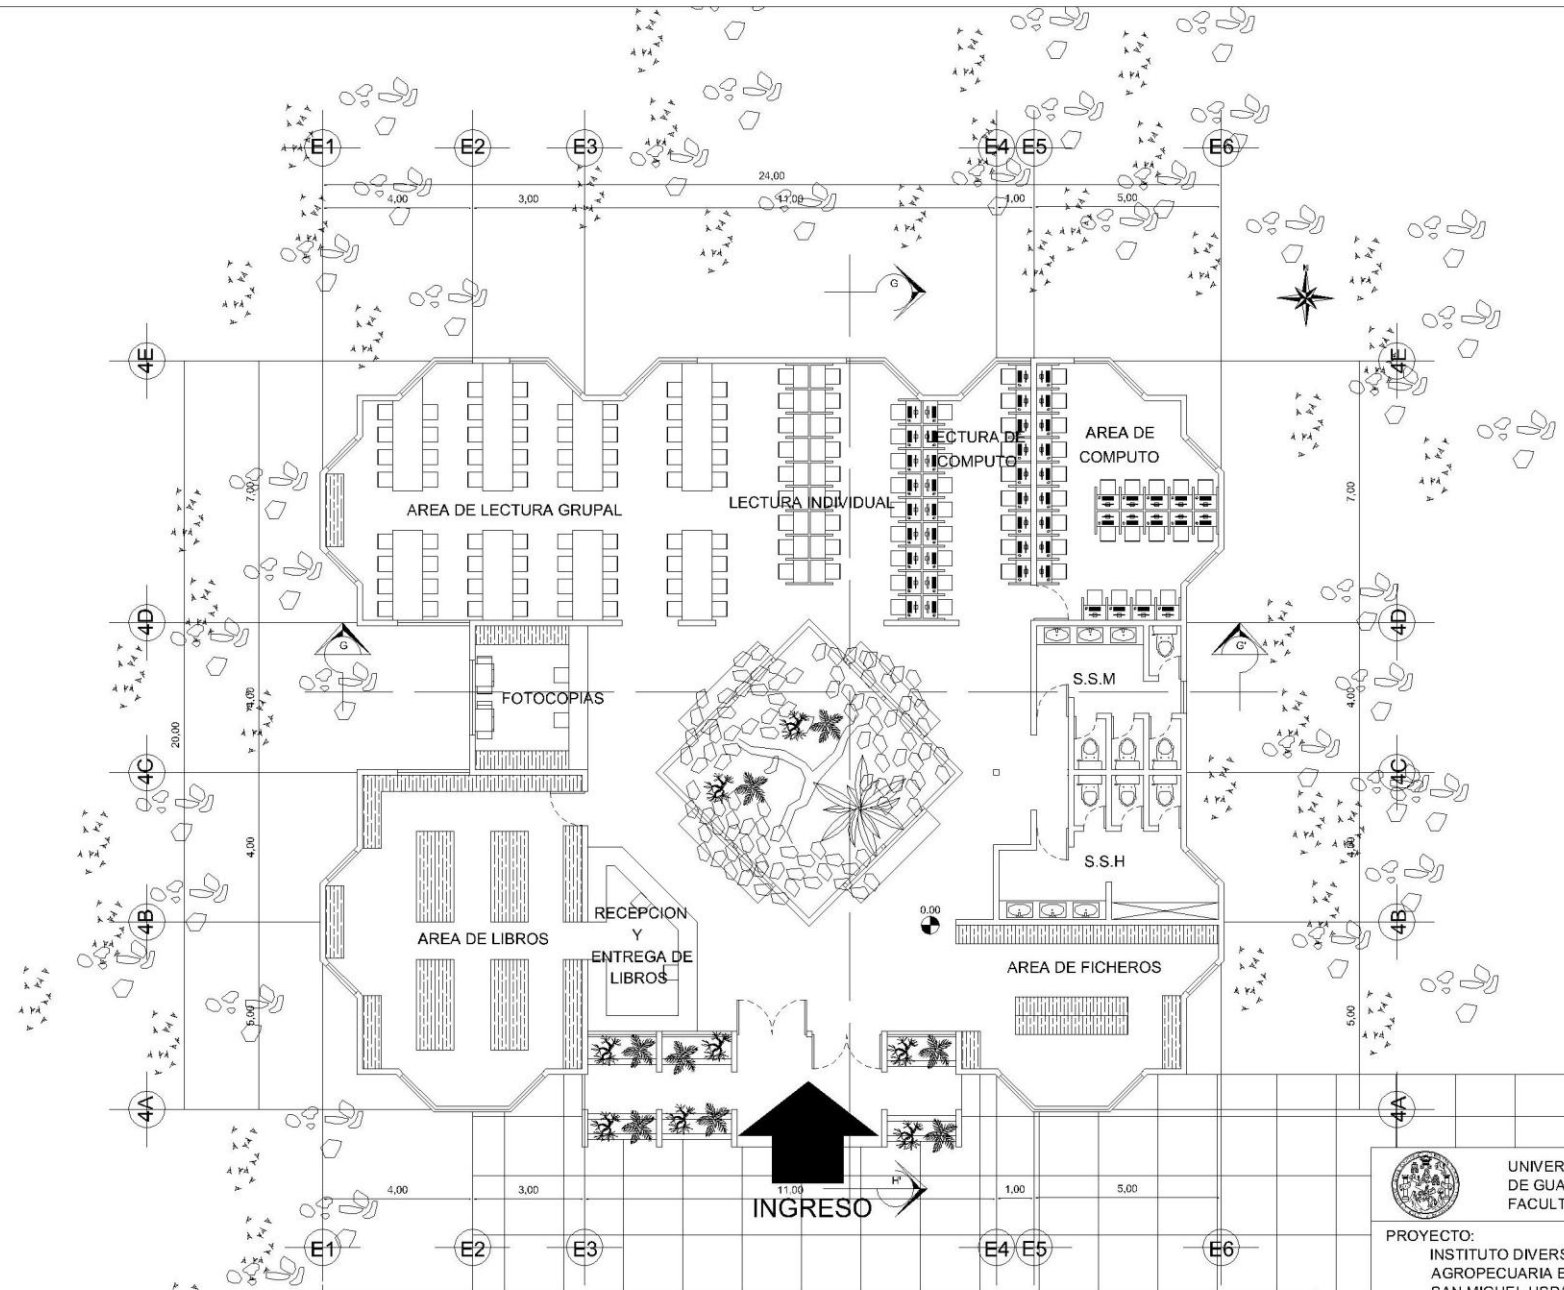 E1 E2 E3 E4 E5 E6
24,00
4,00 3,00 11,00 1,00 5,00
G
N
4E 4E
LECTURA DE
COMPUTO
AREA DE
COMPUTO
7,00 7,00
LECTURA INDIVIDUAL
AREA DE LECTURA GRUPAL
4D 4D
G G'
S.S.M
FOTOCOPIAS
4,00 4,00
20,00
4C 4C
4,00 4,00
S.S.H
RECEPCION
Y
ENTREGA DE
LIBROS
0.00
4B 4B
AREA DE LIBROS
AREA DE FICHEROS
5,00 5,00
4A 4A
4,00 3,00 11,00 1,00 5,00
H'
INGRESO
E1 E2 E3 E4 E5 E6
UNIVER
DE GUA
FACULT
PROYECTO:
INSTITUTO DIVERS
AGROPECUARIA E